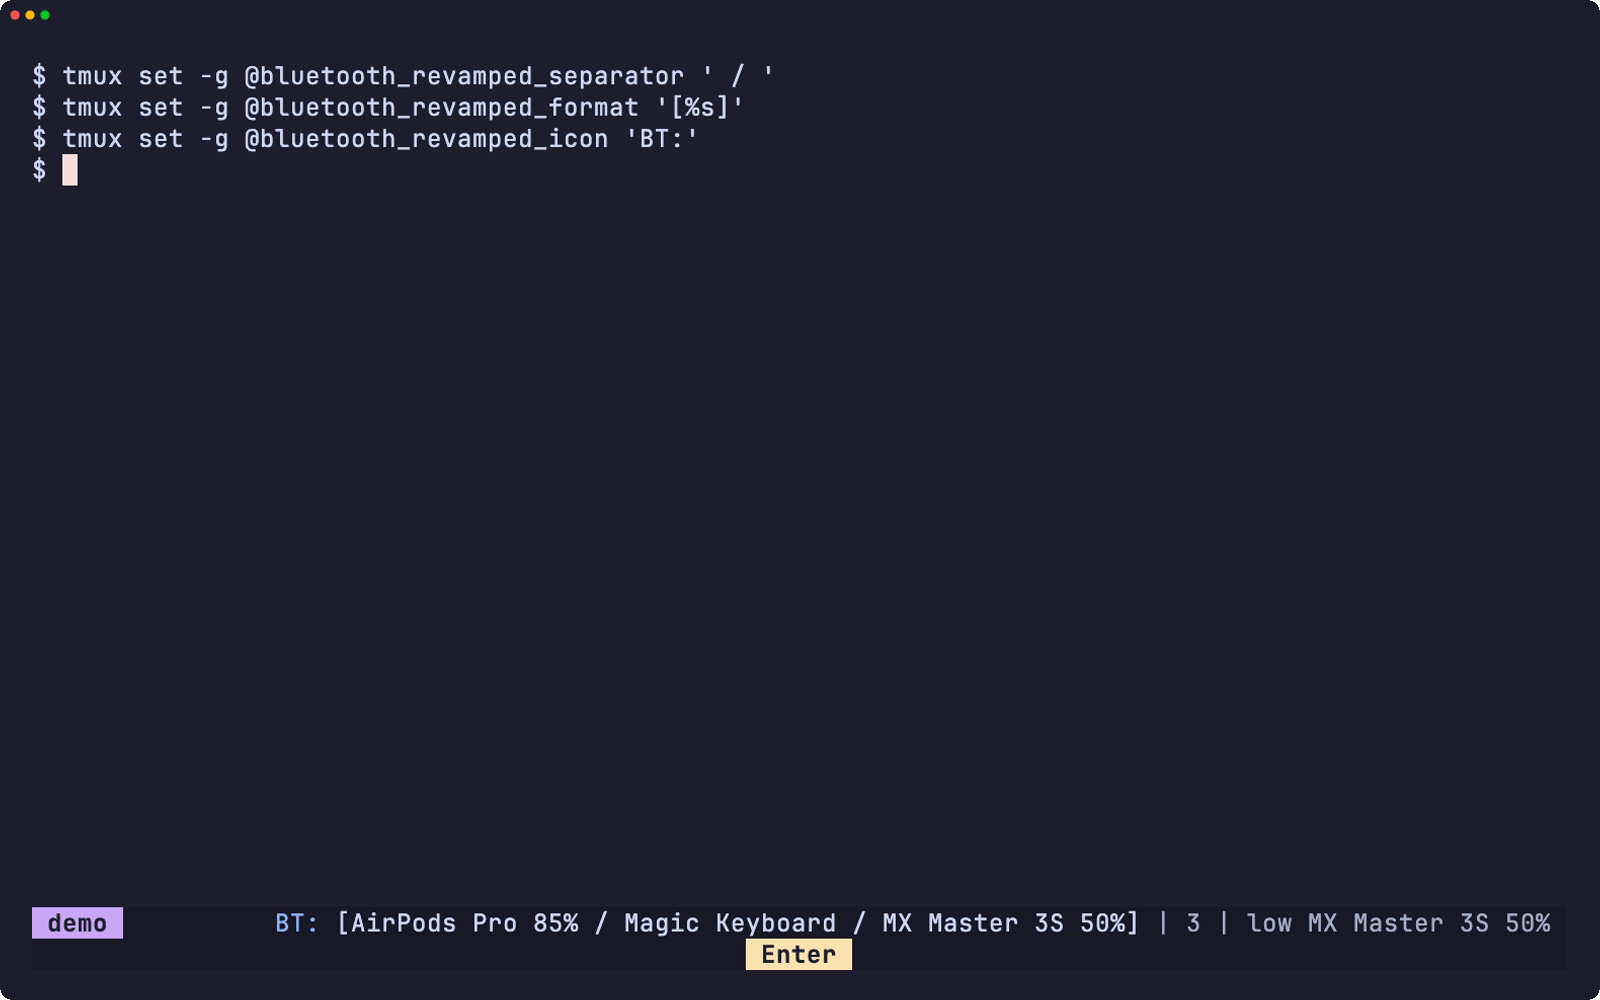 $ tmux set -g @bluetooth_revamped_separator ' / '
$ tmux set -g @bluetooth_revamped_format '[%s]'
$ tmux set -g @bluetooth_revamped_icon 'BT:'
$
demo BT: [AirPods Pro 85% / Magic Keyboard / MX Master 3S 50%] | 3 | low MX Master 3S 50%
Enter